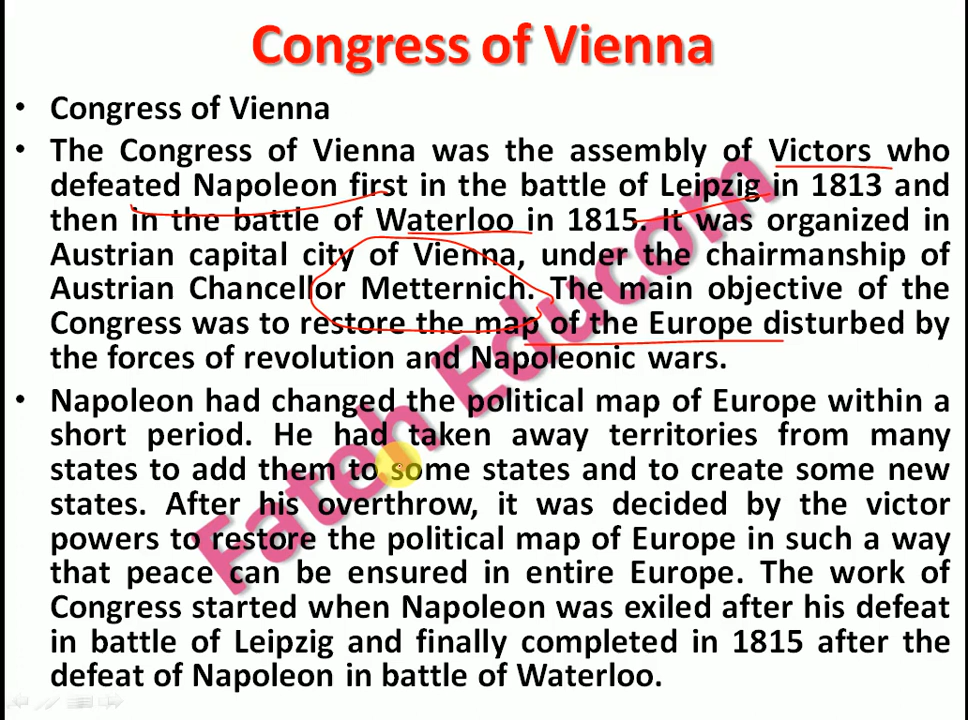 Congress of Vienna
• Congress of Vienna
• The Congress of Vienna was the assembly of Victors who
defeated Napoleon first in the battle of Leipzig in 1813 and
then in the battle of Waterloo in 1815. It was organized in
Austrian capital city of Vienna, under the chairmanship of
Austrian Chancellor Metternich. The main objective of the
Congress was to restore the map of the Europe disturbed by
the forces of revolution and Napoleonic wars.
• Napoleon had changed the political map of Europe within a
short period. He had taken away territories from many
states to add them to some states and to create some new
states. After his overthrow, it was decided by the victor
powers to restore the political map of Europe in such a way
that peace can be ensured in entire Europe. The work of
Congress started when Napoleon was exiled after his defeat
in battle of Leipzig and finally completed in 1815 after the
defeat of Napoleon in battle of Waterloo.
Fateh Educom